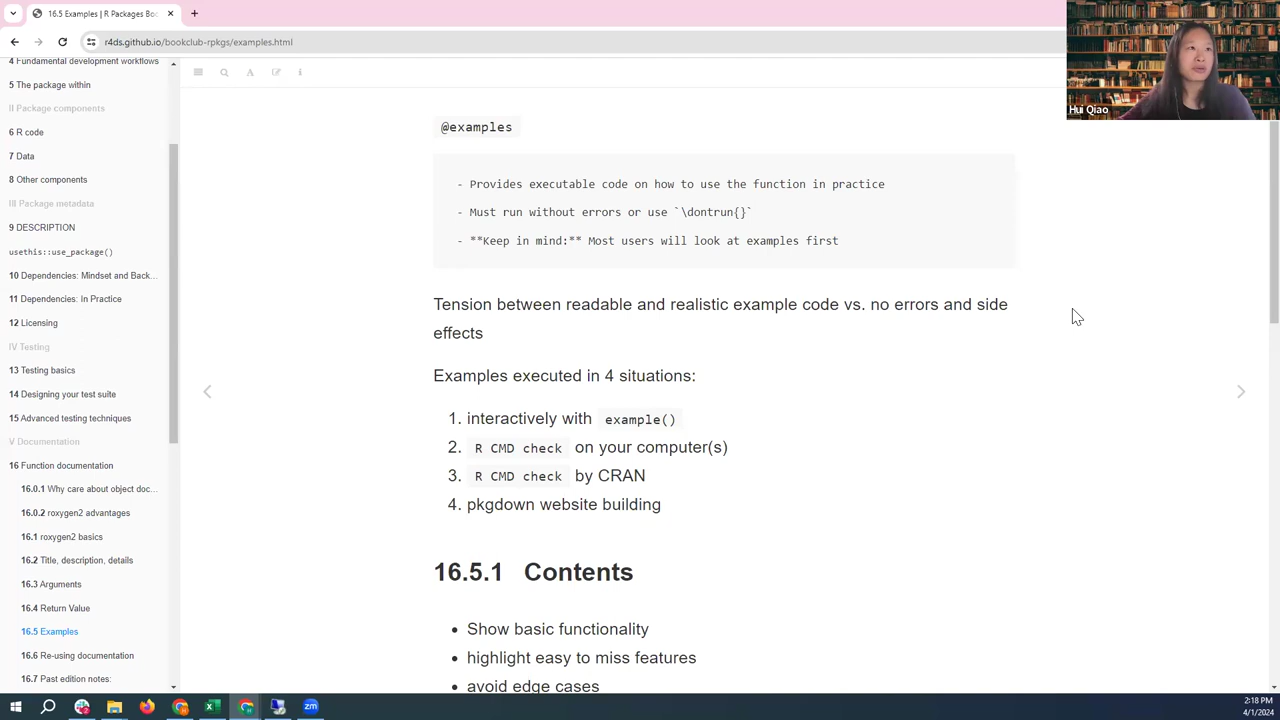 16.5 Examples | R Packages Boo
r4ds.github.io/bookclub-rpkgs/examples.html
Hui Qiao
4 Fundamental development workflows
5 The package within
II Package components
6 R code
7 Data
8 Other components
III Package metadata
9 DESCRIPTION
usethis::use_package()
10 Dependencies: Mindset and Back…
11 Dependencies: In Practice
12 Licensing
IV Testing
13 Testing basics
14 Designing your test suite
15 Advanced testing techniques
V Documentation
16 Function documentation
16.0.1 Why care about object doc…
16.0.2 roxygen2 advantages
16.1 roxygen2 basics
16.2 Title, description, details
16.3 Arguments
16.4 Return Value
16.5 Examples
16.6 Re-using documentation
16.7 Past edition notes:
@examples
- Provides executable code on how to use the function in practice
- Must run without errors or use `\dontrun{}`
- **Keep in mind:** Most users will look at examples first
Tension between readable and realistic example code vs. no errors and side
effects
Examples executed in 4 situations:
1. interactively with example()
2. R CMD check on your computer(s)
3. R CMD check by CRAN
4. pkgdown website building
16.5.1 Contents
• Show basic functionality
• highlight easy to miss features
• avoid edge cases
2:18 PM
4/1/2024